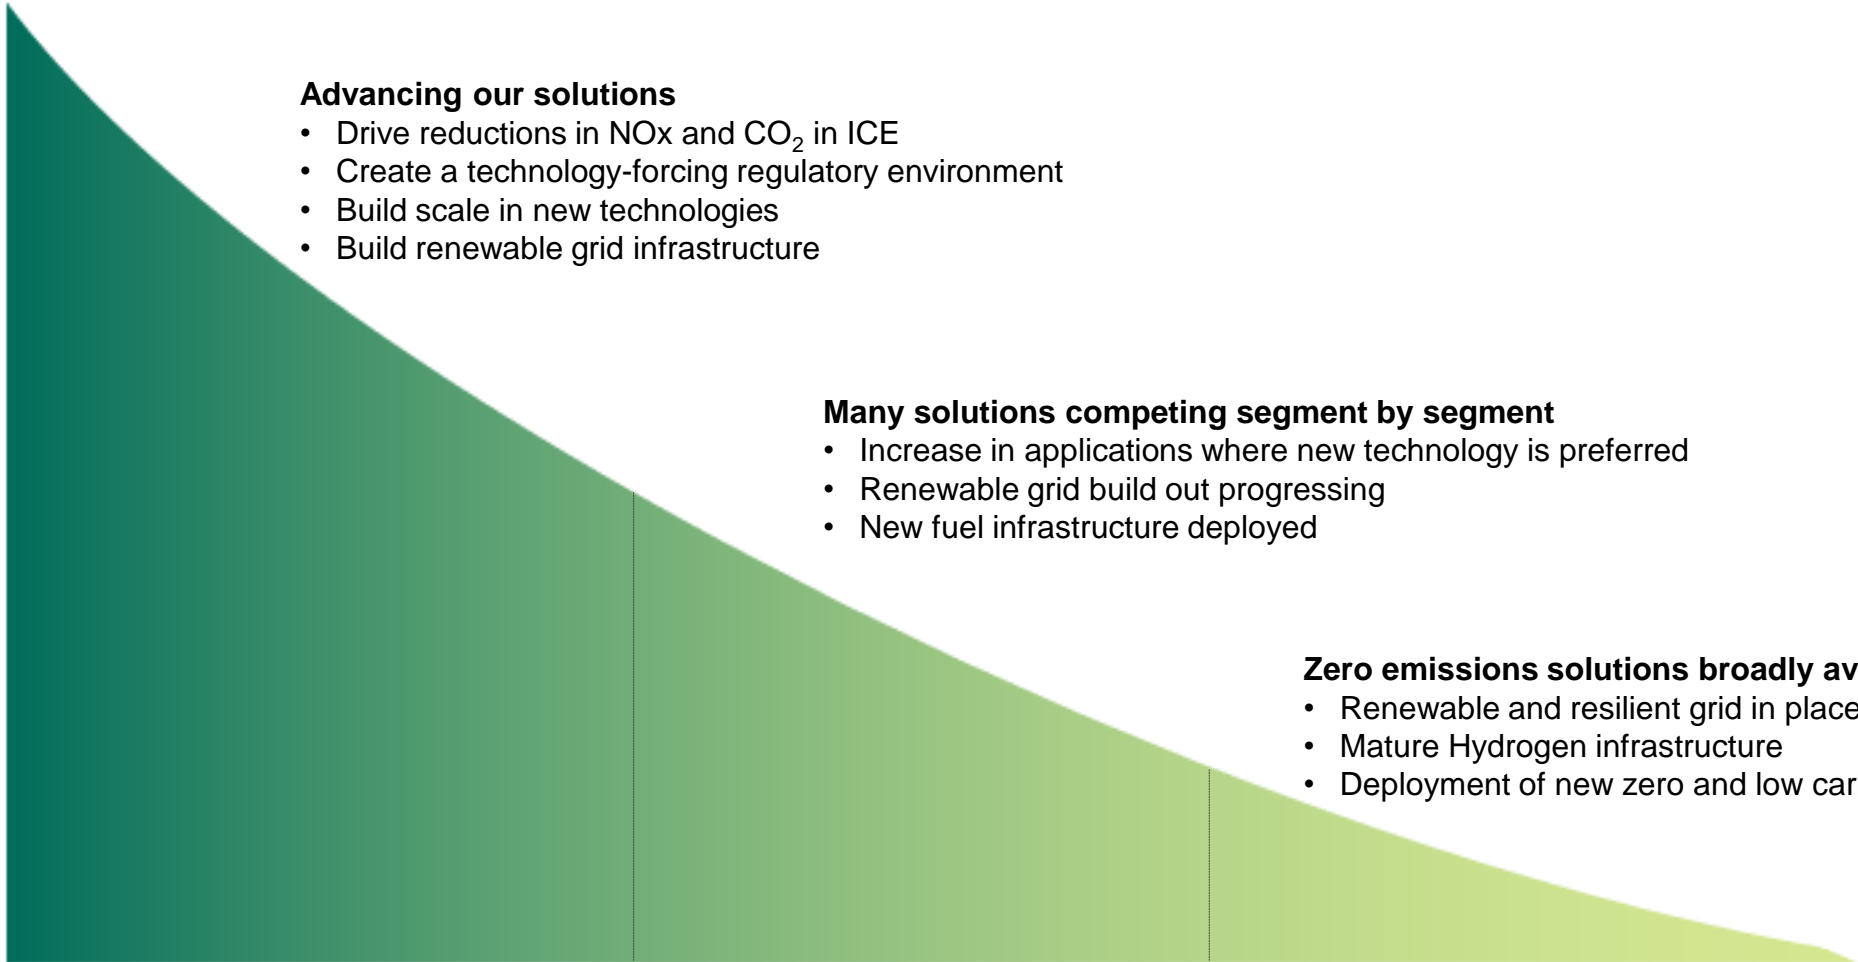 Advancing our solutions
• Drive reductions in NOx and CO₂ in ICE
• Create a technology-forcing regulatory environment
• Build scale in new technologies
• Build renewable grid infrastructure
Many solutions competing segment by segment
• Increase in applications where new technology is preferred
• Renewable grid build out progressing
• New fuel infrastructure deployed
Zero emissions solutions broadly
• Renewable and resilient grid in place
• Mature Hydrogen infrastructure
• Deployment of new zero and low